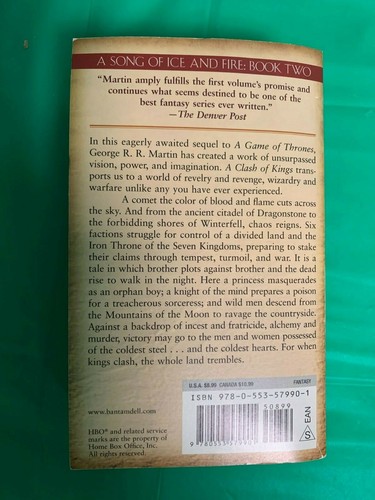 A SONG OF ICE AND FIRE: BOOK TWO
“Martin amply fulfills the first volume’s promise and
continues what seems destined to be one of the
best fantasy series ever written.”
—The Denver Post
In this eagerly awaited sequel to A Game of Thrones,
George R. R. Martin has created a work of unsurpassed
vision, power, and imagination. A Clash of Kings trans-
ports us to a world of revelry and revenge, wizardry and
warfare unlike any you have ever experienced.
A comet the color of blood and flame cuts across
the sky. And from the ancient citadel of Dragonstone to
the forbidding shores of Winterfell, chaos reigns. Six
factions struggle for control of a divided land and the
Iron Throne of the Seven Kingdoms, preparing to stake
their claims through tempest, turmoil, and war. It is a
tale in which brother plots against brother and the dead
rise to walk in the night. Here a princess masquerades
as an orphan boy; a knight of the mind prepares a poison
for a treacherous sorceress; and wild men descend from
the Mountains of the Moon to ravage the countryside.
Against a backdrop of incest and fratricide, alchemy and
murder, victory may go to the men and women possessed
of the coldest steel . . . and the coldest hearts. For when
kings clash, the whole land trembles.
U.S.A. $8.99 CANADA $10.99 FANTASY
ISBN 978-0-553-57990-1
50899
www.bantamdell.com
EAN
S
HBO® and related service
marks are the property of
Home Box Office, Inc.
All rights reserved.